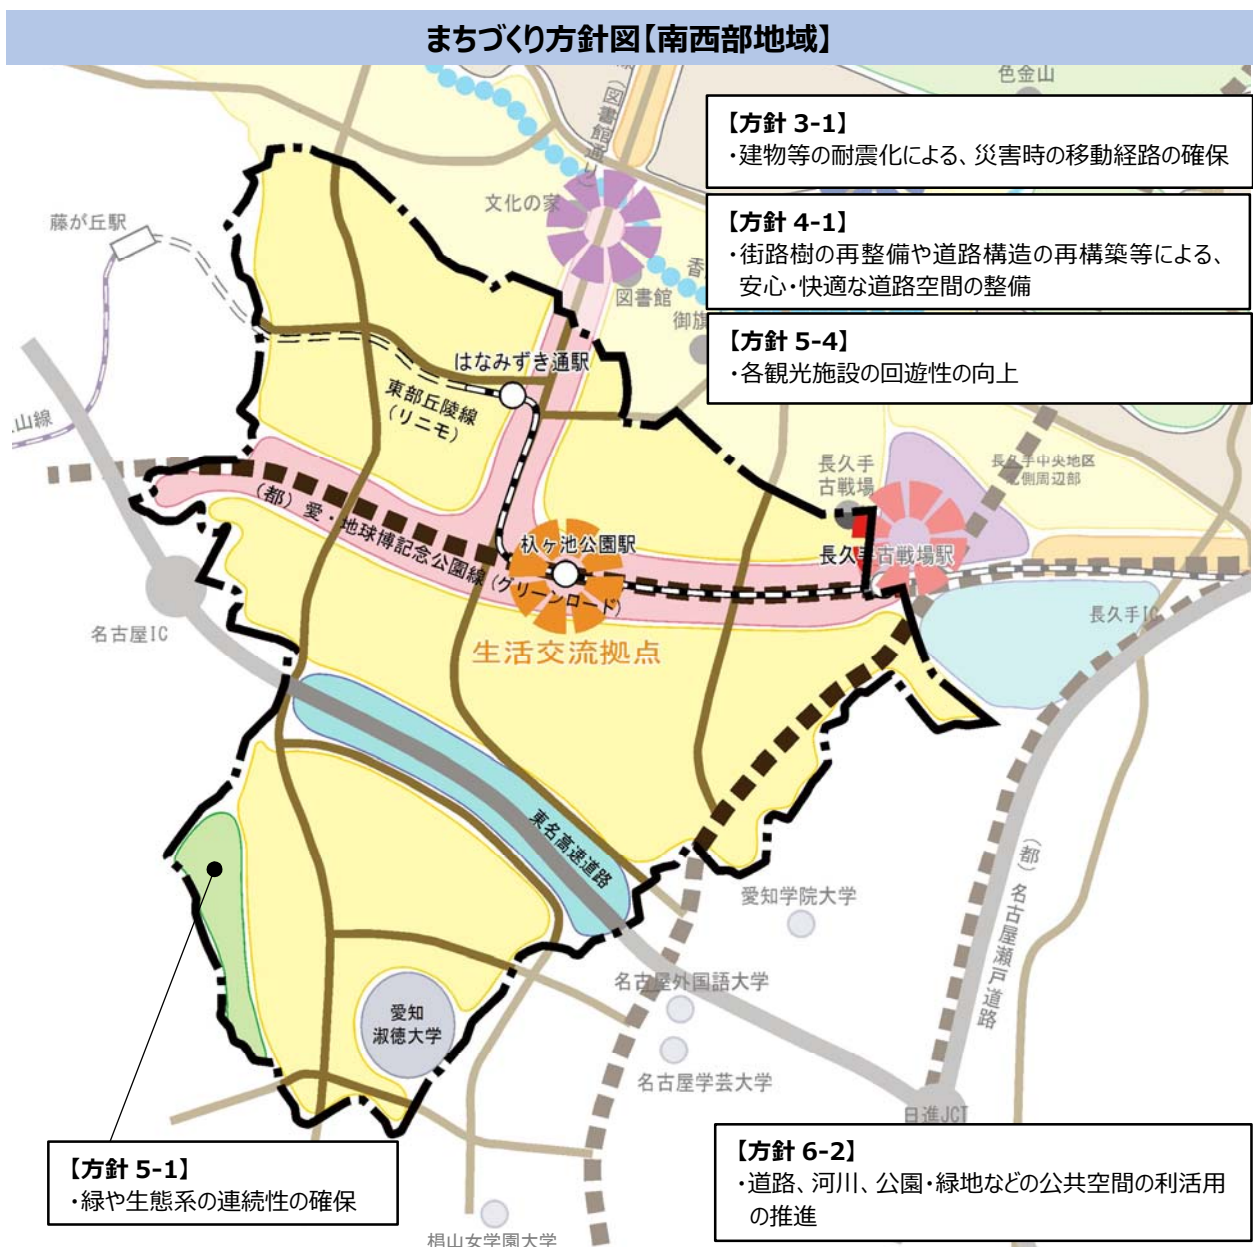 まちづくり方針図【南西部地域】
色金山
(図書館通り)
【方針 3-1】
・建物等の耐震化による、災害時の移動経路の確保
文化の家
藤が丘駅
【方針 4-1】
・街路樹の再整備や道路構造の再構築等による、
安心・快適な道路空間の整備
香
図書館
御旗
【方針 5-4】
・各観光施設の回遊性の向上
はなみずき通駅
東部丘陵線
(リニモ)
山線
長久手
古戦場
長久手中央地区
側周辺部
(都) 愛・地球博記念公園線 (グリーンロード)
杁ヶ池公園駅
長久手古戦場駅
長久手IC
名古屋IC
生活交流拠点
東名高速道路
(都) 名古屋瀬戸道路
愛知学院大学
名古屋外国語大学
愛知
淑徳大学
名古屋学芸大学
日進JCT
【方針 5-1】
・緑や生態系の連続性の確保
【方針 6-2】
・道路、河川、公園・緑地などの公共空間の利活用
の推進
椙山女学園大学